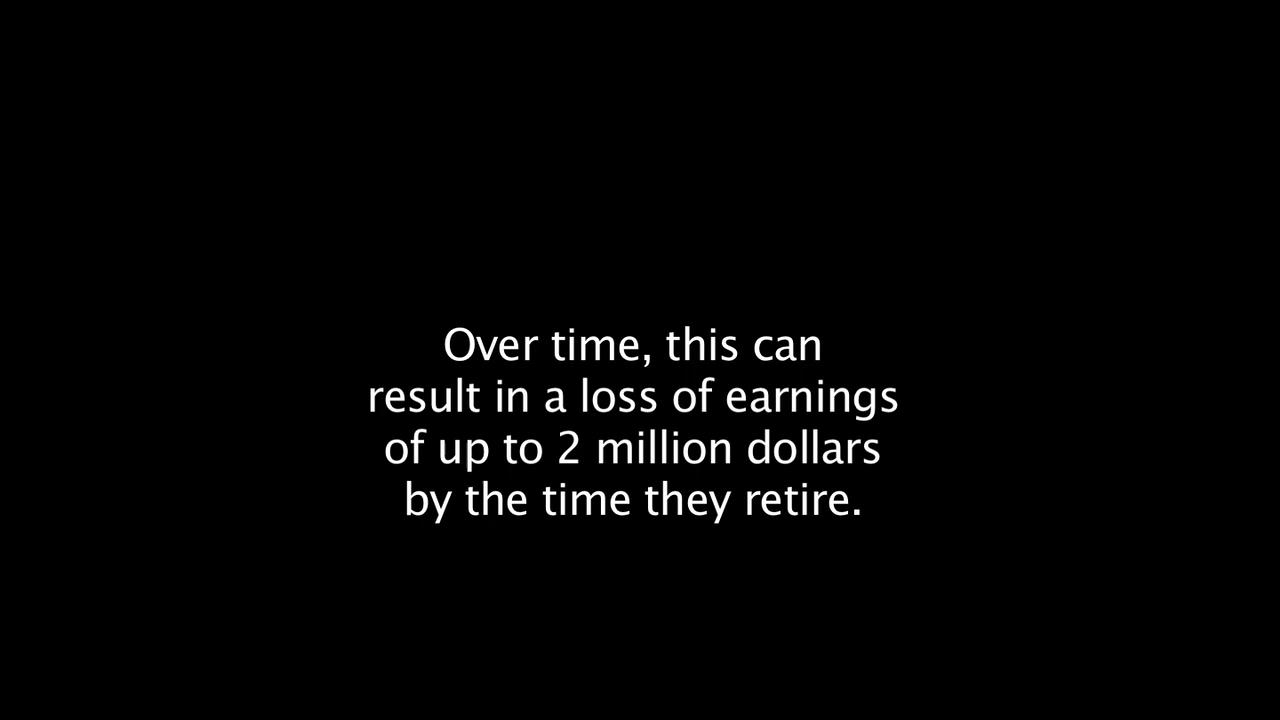 Over time, this can
result in a loss of earnings
of up to 2 million dollars
by the time they retire.